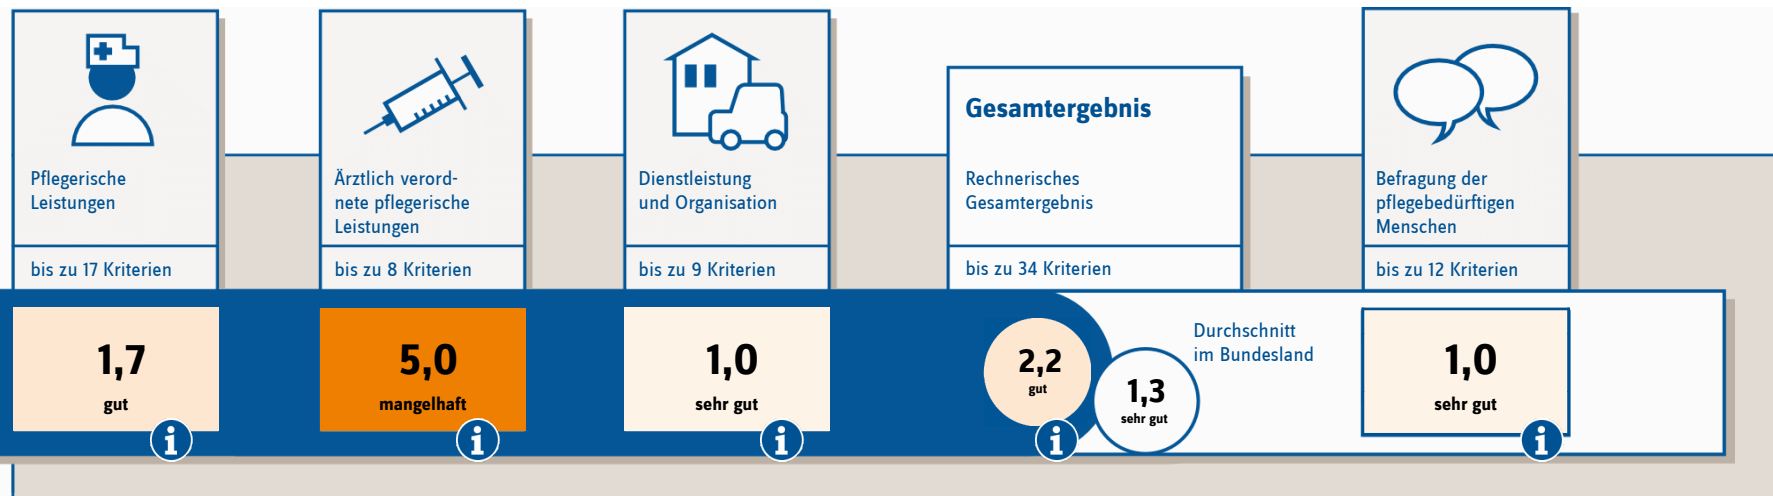 Pflegerische
Leistungen
bis zu 17 Kriterien
1,7
gut
i
Ärztlich verord-
nete pflegerische
Leistungen
bis zu 8 Kriterien
5,0
mangelhaft
i
Dienstleistung
und Organisation
bis zu 9 Kriterien
1,0
sehr gut
i
Gesamtergebnis
Rechnerisches
Gesamtergebnis
bis zu 34 Kriterien
2,2
gut
i
1,3
sehr gut
Durchschnitt
im Bundesland
Befragung der
pflegebedürftigen
Menschen
bis zu 12 Kriterien
1,0
sehr gut
i